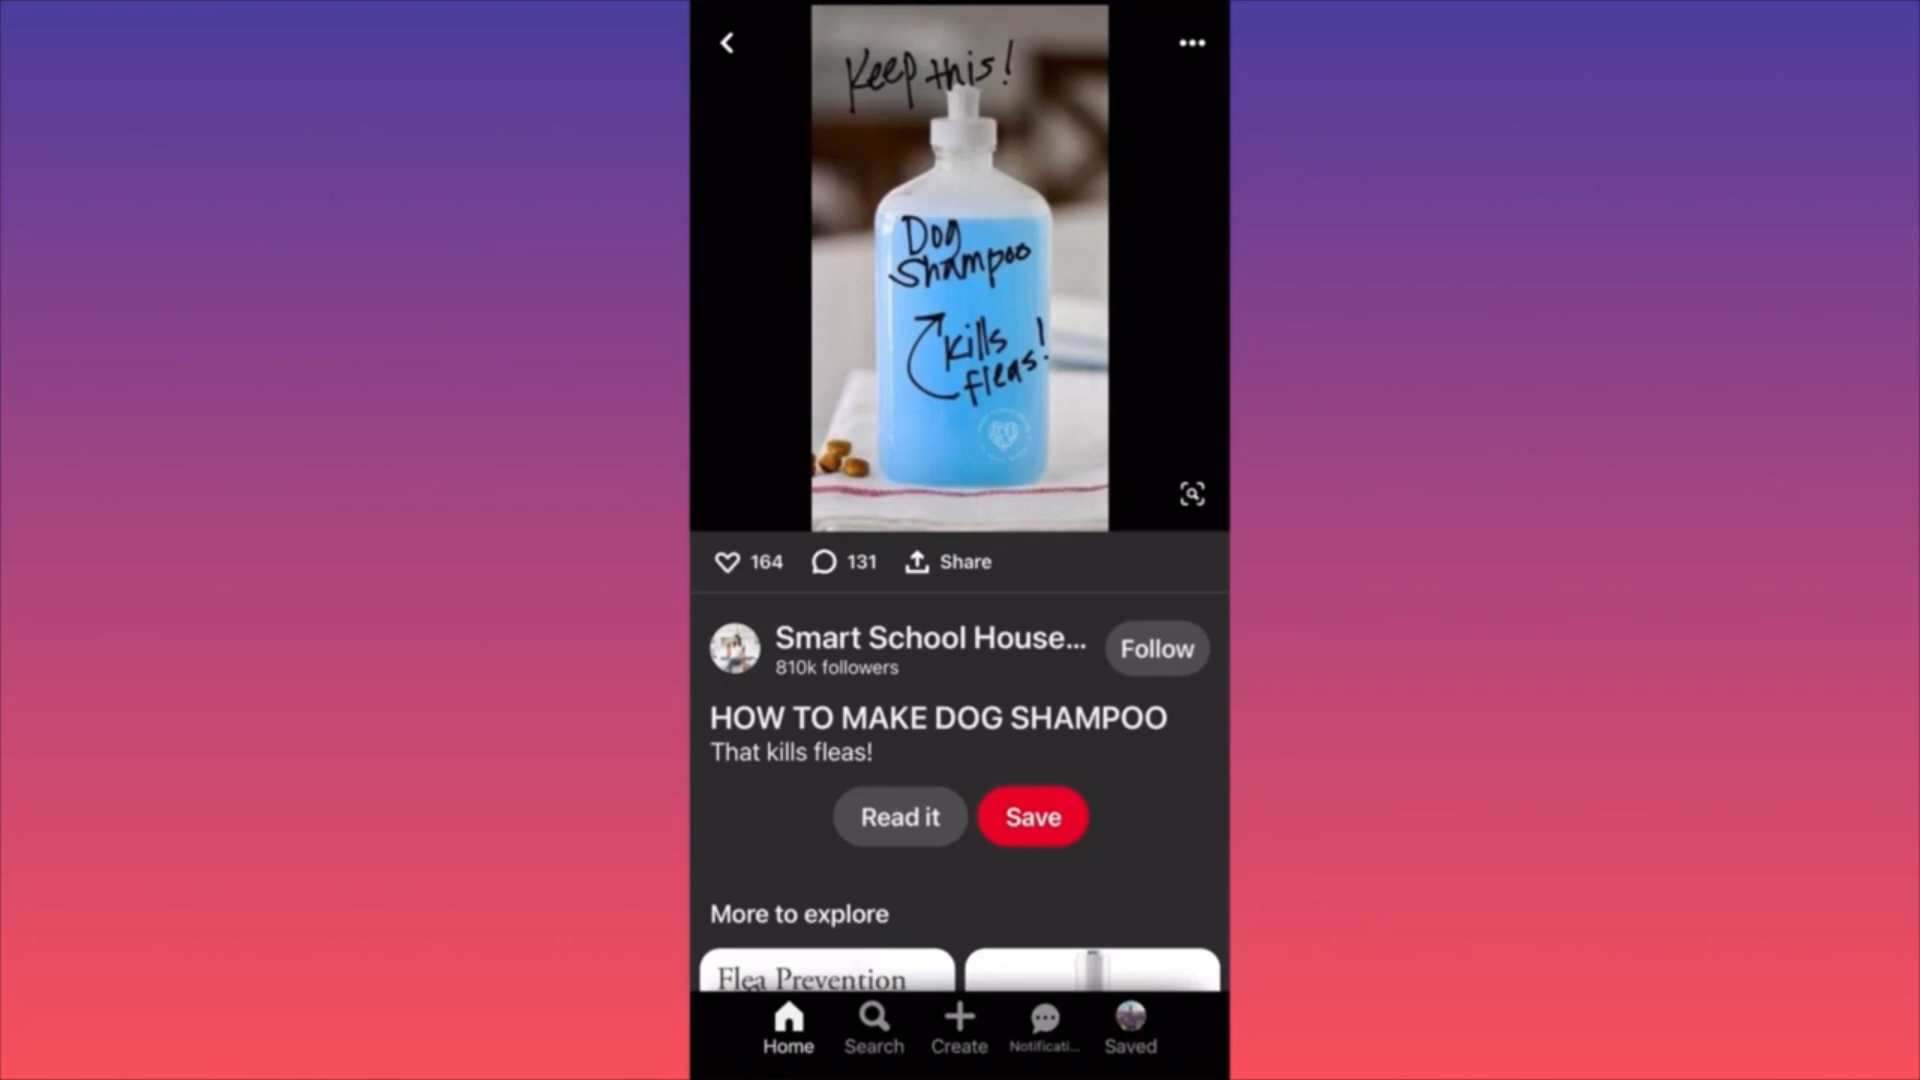 Keep this!
Dog
Shampoo
kills
fleas!
164
131
Share
Smart School House...
810k followers
Follow
HOW TO MAKE DOG SHAMPOO
That kills fleas!
Read it
Save
More to explore
Flea Prevention
Home
Search
Create
Notificati...
Saved